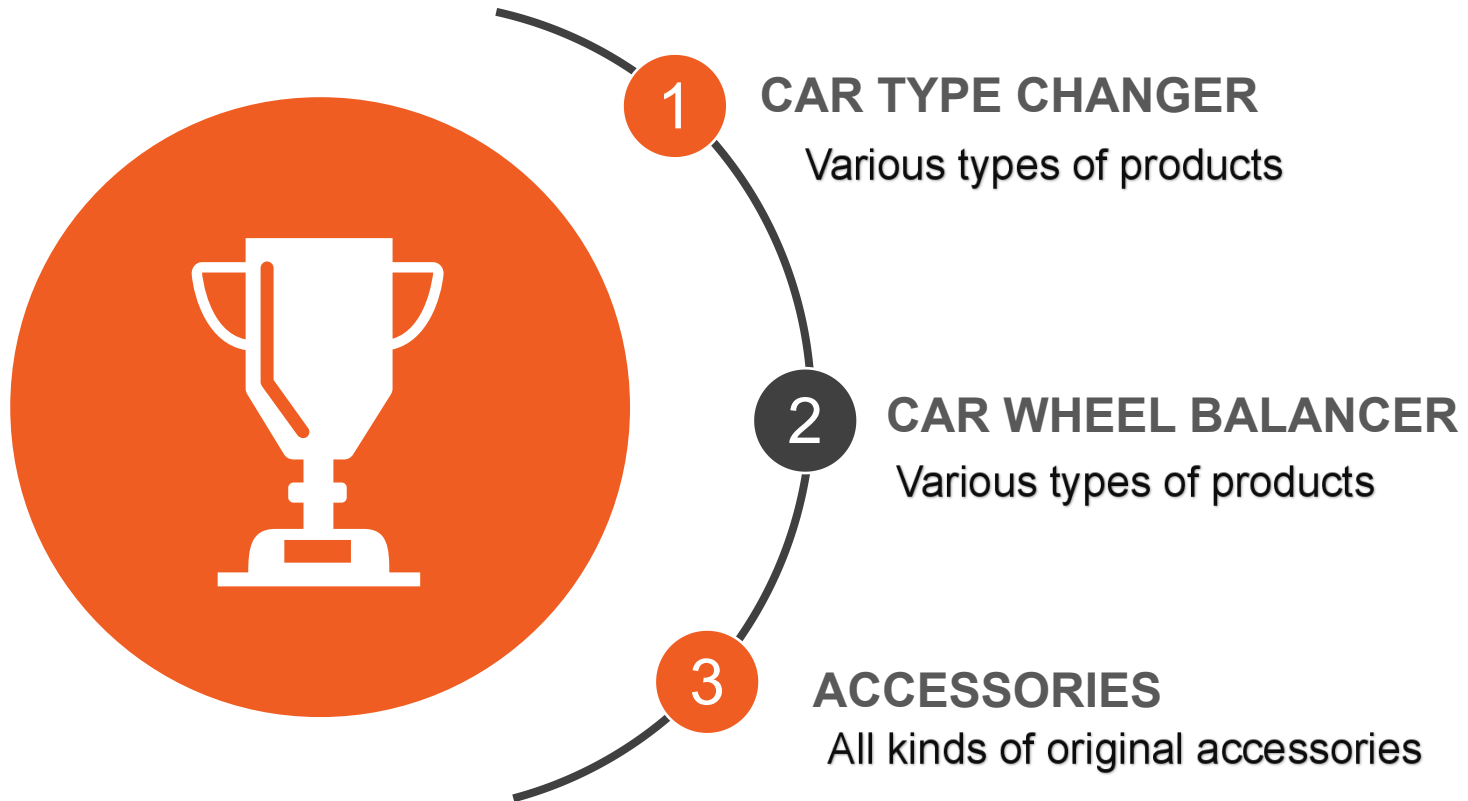 1
CAR TYPE CHANGER
Various types of products
2
CAR WHEEL BALANCER
Various types of products
3
ACCESSORIES
All kinds of original accessories